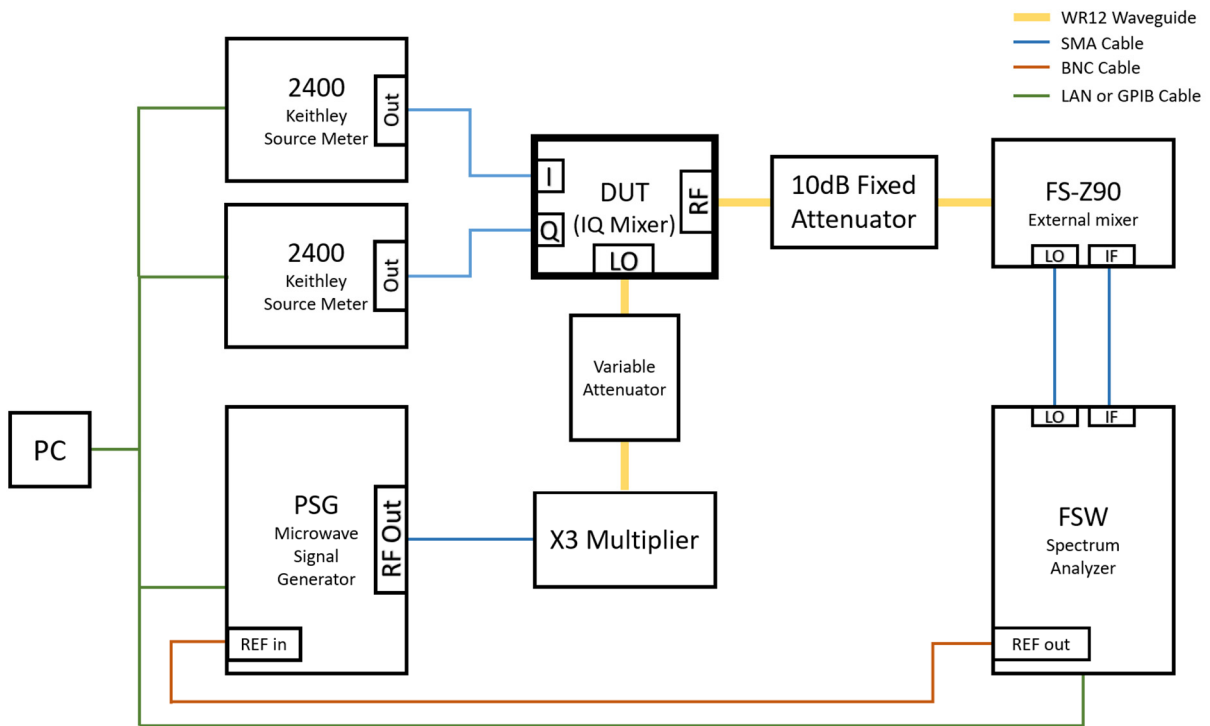 WR12 Waveguide
SMA Cable
BNC Cable
LAN or GPIB Cable
2400
Keithley
Source Meter
Out
2400
Keithley
Source Meter
Out
I
Q
DUT
(IQ Mixer)
RF
LO
10dB Fixed
Attenuator
FS-Z90
External mixer
LO
IF
Variable
Attenuator
PC
PSG
Microwave
Signal
Generator
RF Out
REF in
X3 Multiplier
LO
IF
FSW
Spectrum
Analyzer
REF out